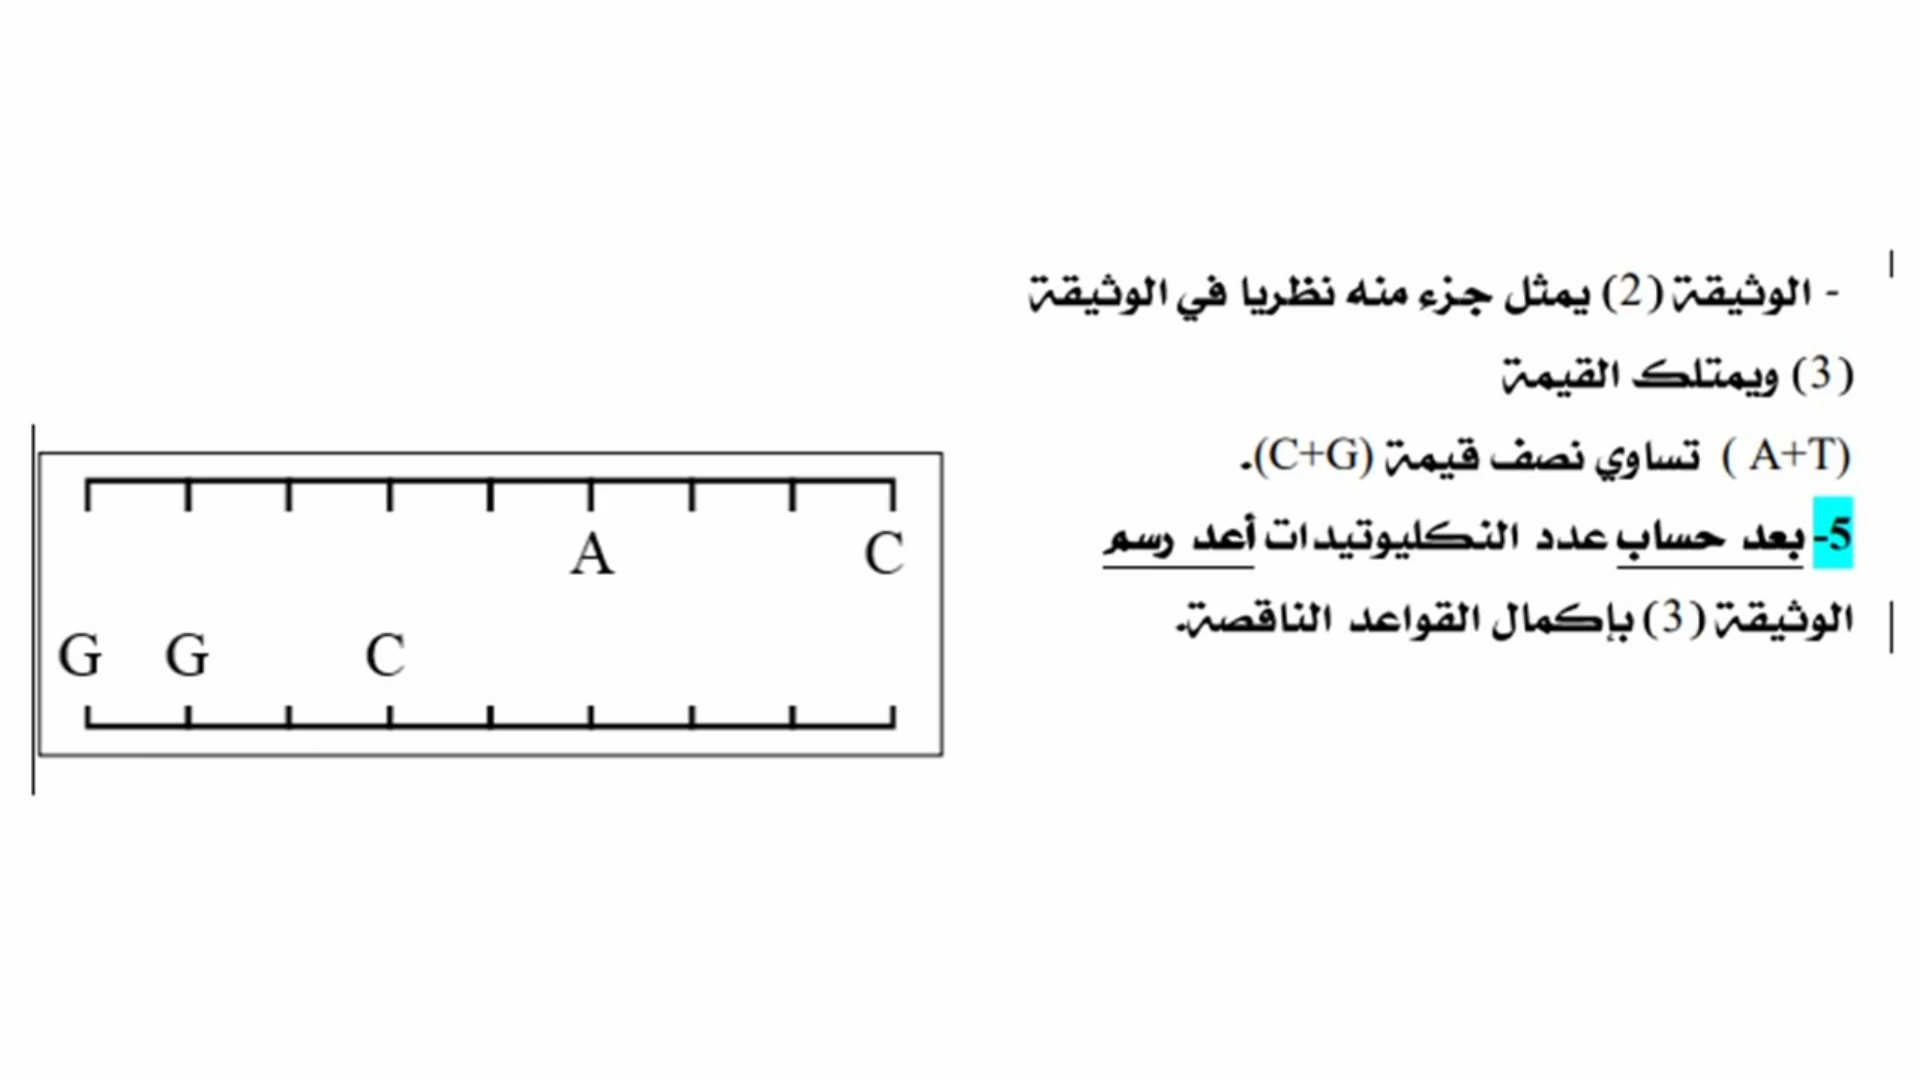 - الوثيقة (2) يمثل جزء منه نظريا في الوثيقة
(3) ويمتلك القيمة
(A+T ) تساوي نصف قيمة (C+G).
5- بعد حساب عدد النكليوتيدات أعد رسم
الوثيقة (3) بإكمال القواعد الناقصة.
A C
G G C